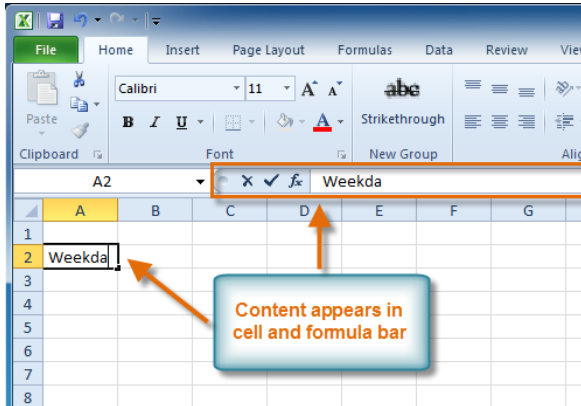 File Home Insert Page Layout Formulas Data Review View
Calibri 11 A A abc
Paste B I U A Strikethrough
Clipboard Font New Group
A2 fx Weekda
A B C D E F G
1
2 Weekda
3
4
5
6
7
8
Content appears in
cell and formula bar